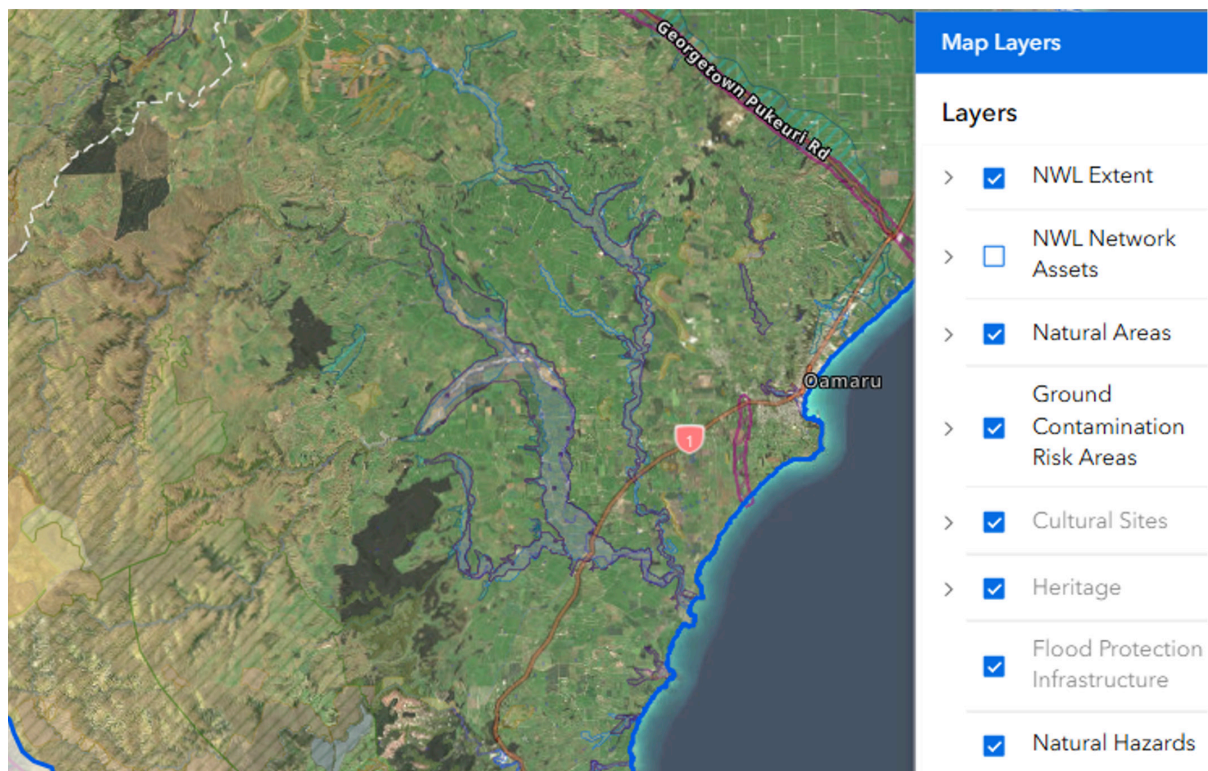 Georgetown Pukeuri Rd
Oamaru
1
Map Layers
Layers
NWL Extent
NWL Network
Assets
Natural Areas
Ground
Contamination
Risk Areas
Cultural Sites
Heritage
Flood Protection
Infrastructure
Natural Hazards